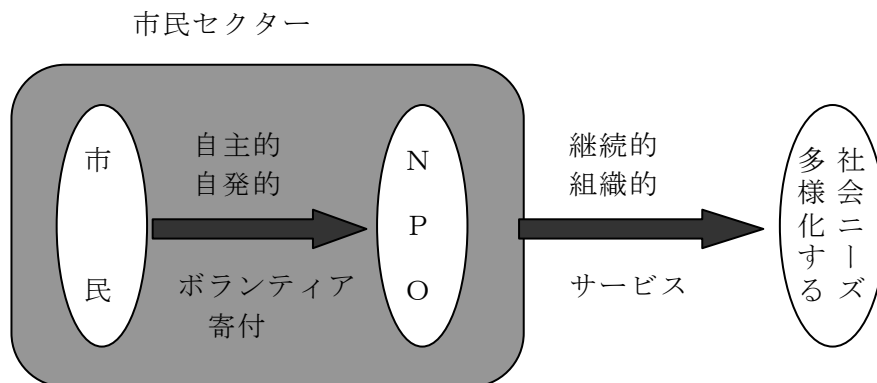 市民セクター
市民
自主的
自発的
ボランティア
寄付
ＮＰＯ
継続的
組織的
サービス
多様化する
社会ニーズ